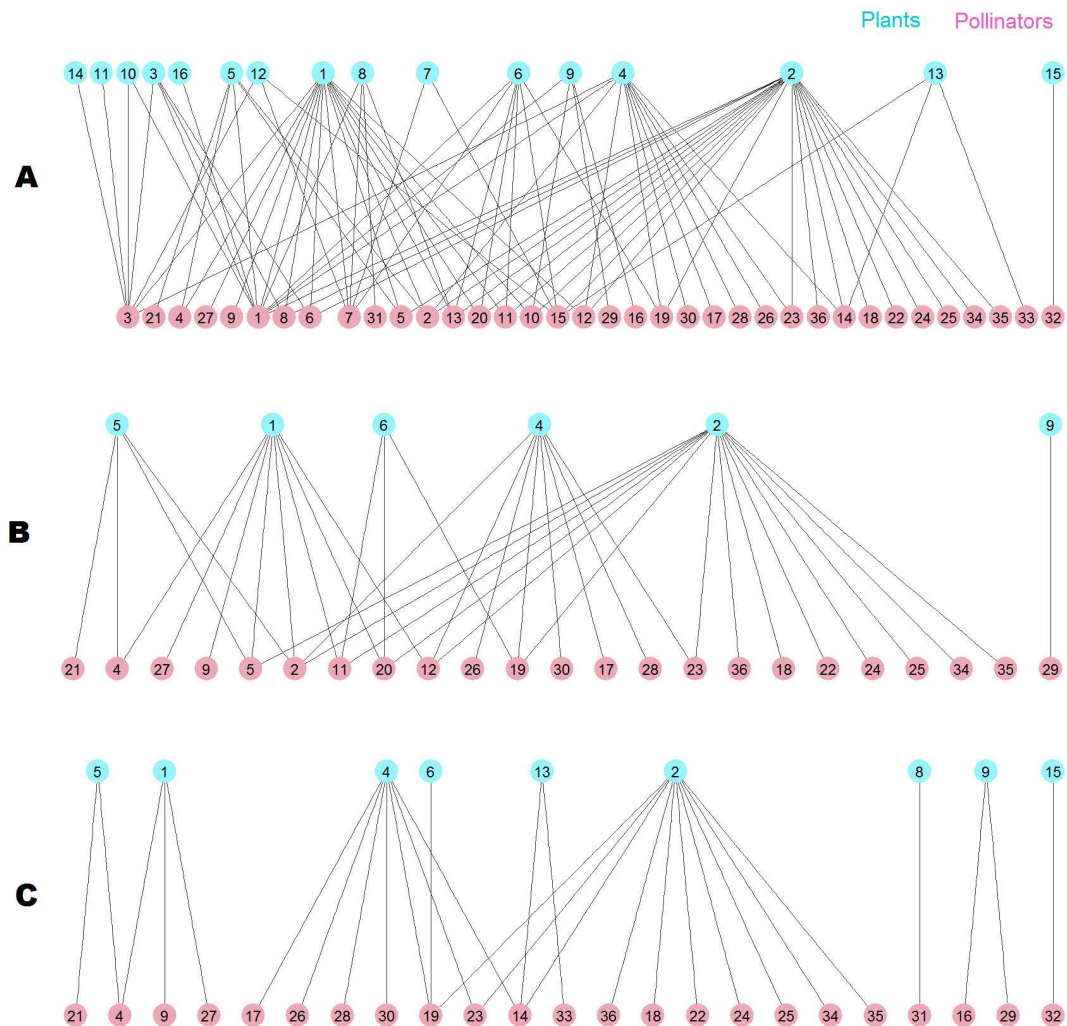 Plants Pollinators
14 11 10 3 16 5 12 1 8 7 6 9 4 2 13 15
A
3 21 4 27 9 1 8 6 7 31 5 2 13 20 11 10 15 12 29 16 19 30 17 28 26 23 36 14 18 22 24 25 34 35 33 32
5 1 6 4 2 9
B
21 4 27 9 5 2 11 20 12 26 19 30 17 28 23 36 18 22 24 25 34 35 29
5 1 4 6 13 2 8 9 15
C
21 4 9 27 17 26 28 30 19 23 14 33 36 18 22 24 25 34 35 31 16 29 32